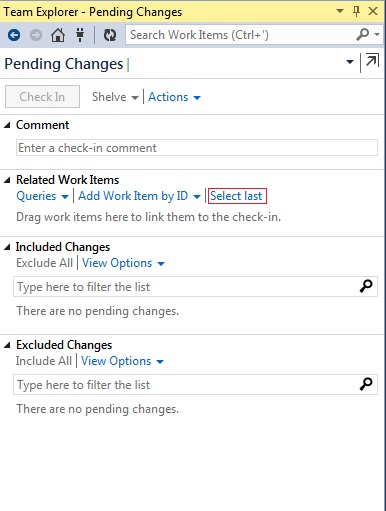 Team Explorer - Pending Changes
Search Work Items (Ctrl+')
Pending Changes |
Check In Shelve | Actions
Comment
Enter a check-in comment
Related Work Items
Queries | Add Work Item by ID | Select last
Drag work items here to link them to the check-in.
Included Changes
Exclude All | View Options
Type here to filter the list
There are no pending changes.
Excluded Changes
Include All | View Options
Type here to filter the list
There are no pending changes.